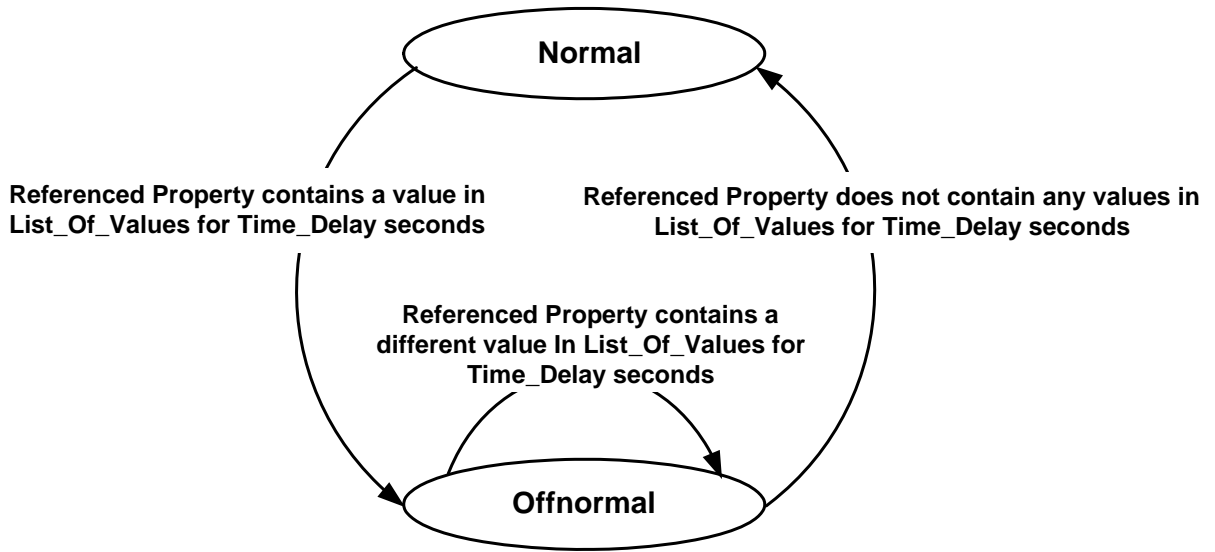 Normal
Referenced Property contains a value in
List_Of_Values for Time_Delay seconds
Referenced Property does not contain any values in
List_Of_Values for Time_Delay seconds
Referenced Property contains a
different value In List_Of_Values for
Time_Delay seconds
Offnormal